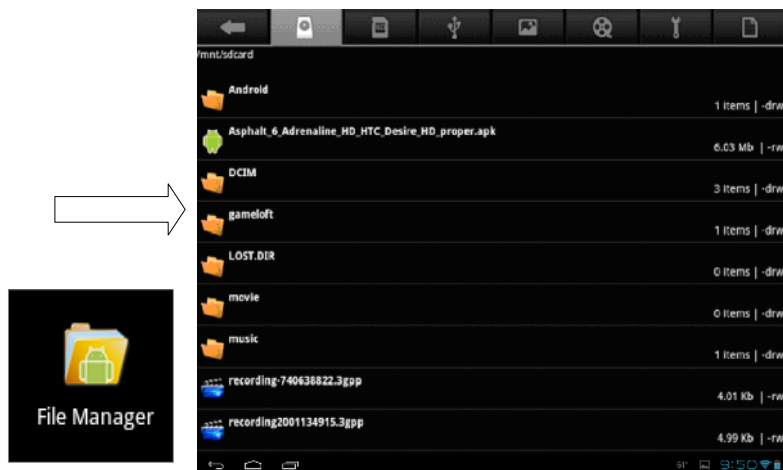 /mnt/sdcard
Android
1 items | -drw
Asphalt_6_Adrenaline_HD_HTC_Desire_HD_proper.apk
6.03 Mb | -rw
DCIM
3 items | -drw
gameloft
1 items | -drw
LOST.DIR
0 items | -drw
movie
0 items | -drw
music
1 items | -drw
recording-740638822.3gpp
4.01 Kb | -rw
recording2001134915.3gpp
4.99 Kb | -rw
9:50
File Manager